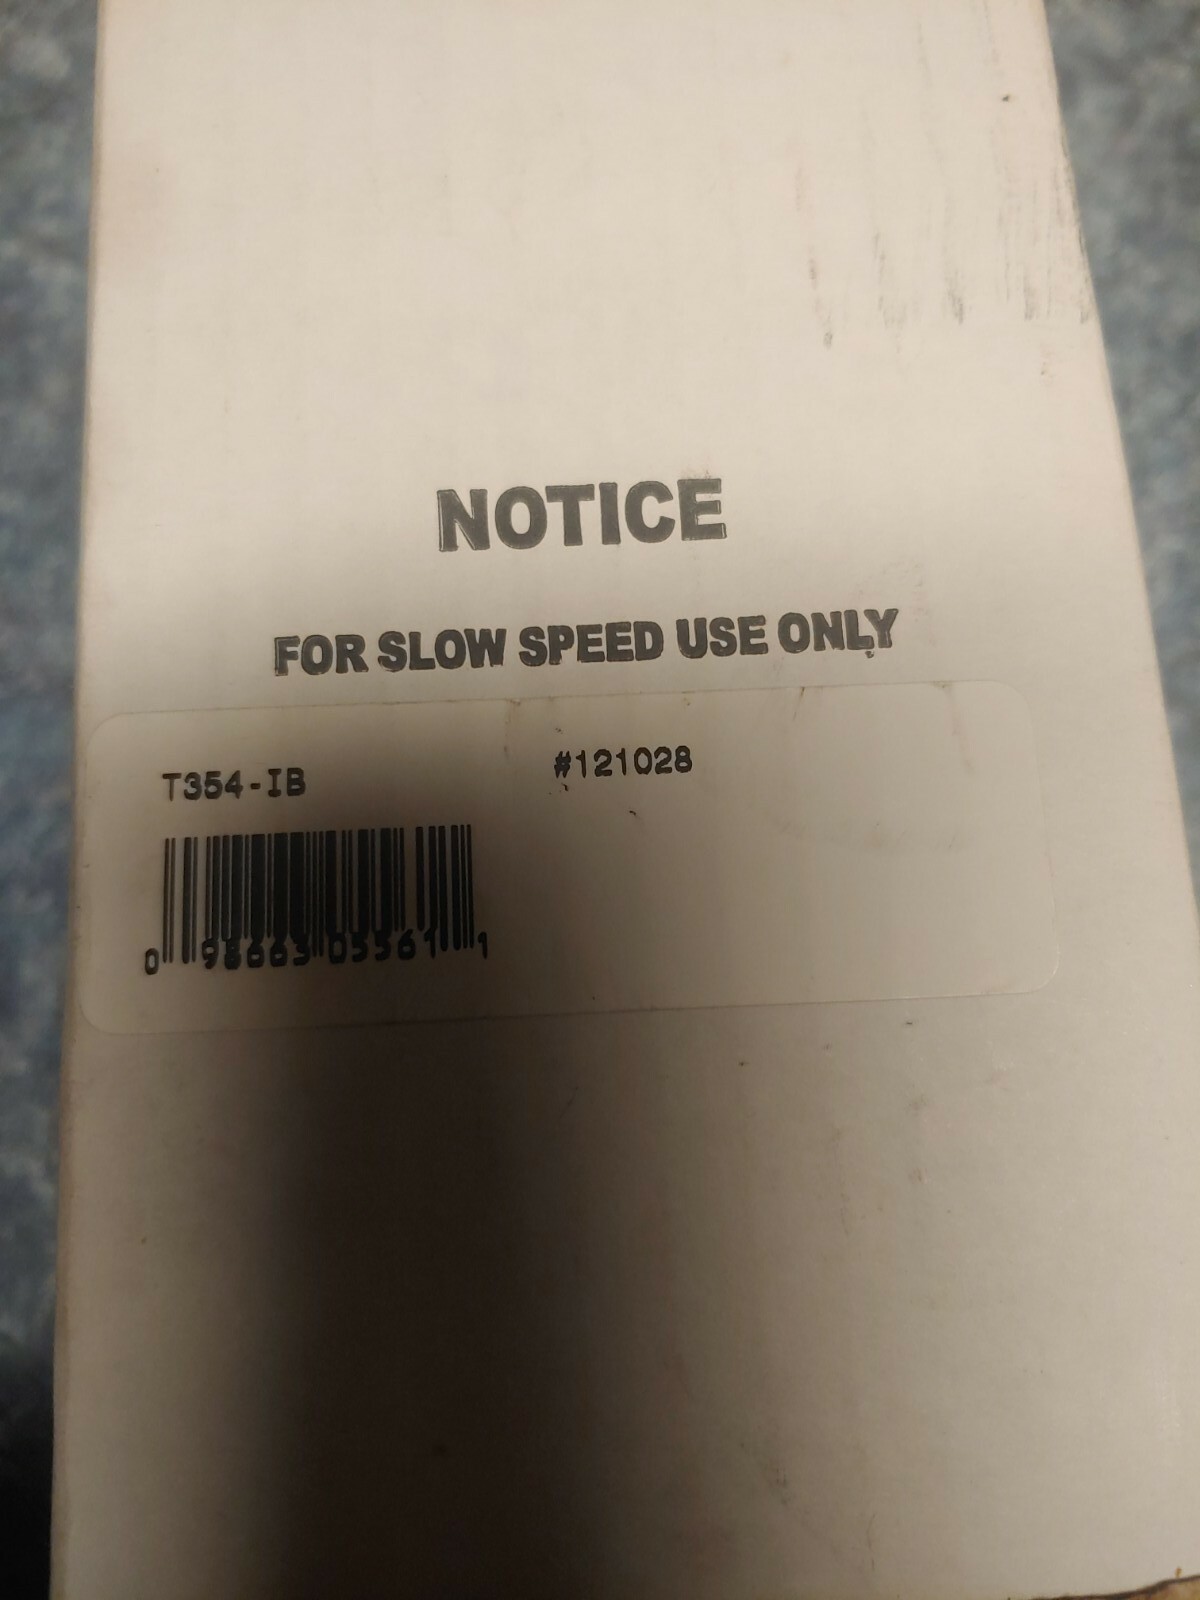 NOTICE
FOR SLOW SPEED USE ONLY
T354-IB #121028
0 98663 05561 1